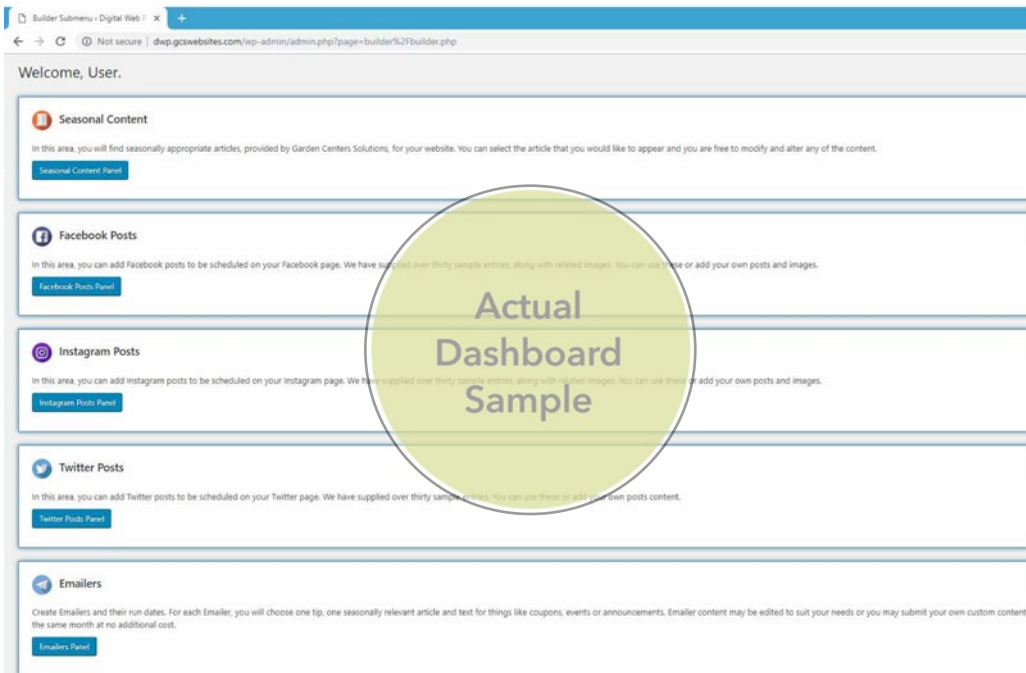 Builder Submenu ‹ Digital Web P
Not secure | dwp.gcswebsites.com/wp-admin/admin.php?page=builder%2Fbuilder.php
Welcome, User.
Seasonal Content
In this area, you will find seasonally appropriate articles, provided by Garden Centers Solutions, for your website. You can select the article that you would like to appear and you are free to modify and alter any of the content.
Seasonal Content Panel
Facebook Posts
In this area, you can add Facebook posts to be scheduled on your Facebook page. We have supplied over thirty sample entries, along with related images. You can use these or add your own posts and images.
Facebook Posts Panel
Actual
Dashboard
Sample
Instagram Posts
In this area, you can add Instagram posts to be scheduled on your Instagram page. We have supplied over thirty sample entries, along with related images. You can use these or add your own posts and images.
Instagram Posts Panel
Twitter Posts
In this area, you can add Twitter posts to be scheduled on your Twitter page. We have supplied over thirty sample entries. You can use these or add your own posts content.
Twitter Posts Panel
Emailers
Create Emailers and their run dates. For each Emailer, you will choose one tip, one seasonally relevant article and text for things like coupons, events or announcements. Emailer content may be edited to suit your needs or you may submit your own custom content
the same month at no additional cost.
Emailers Panel